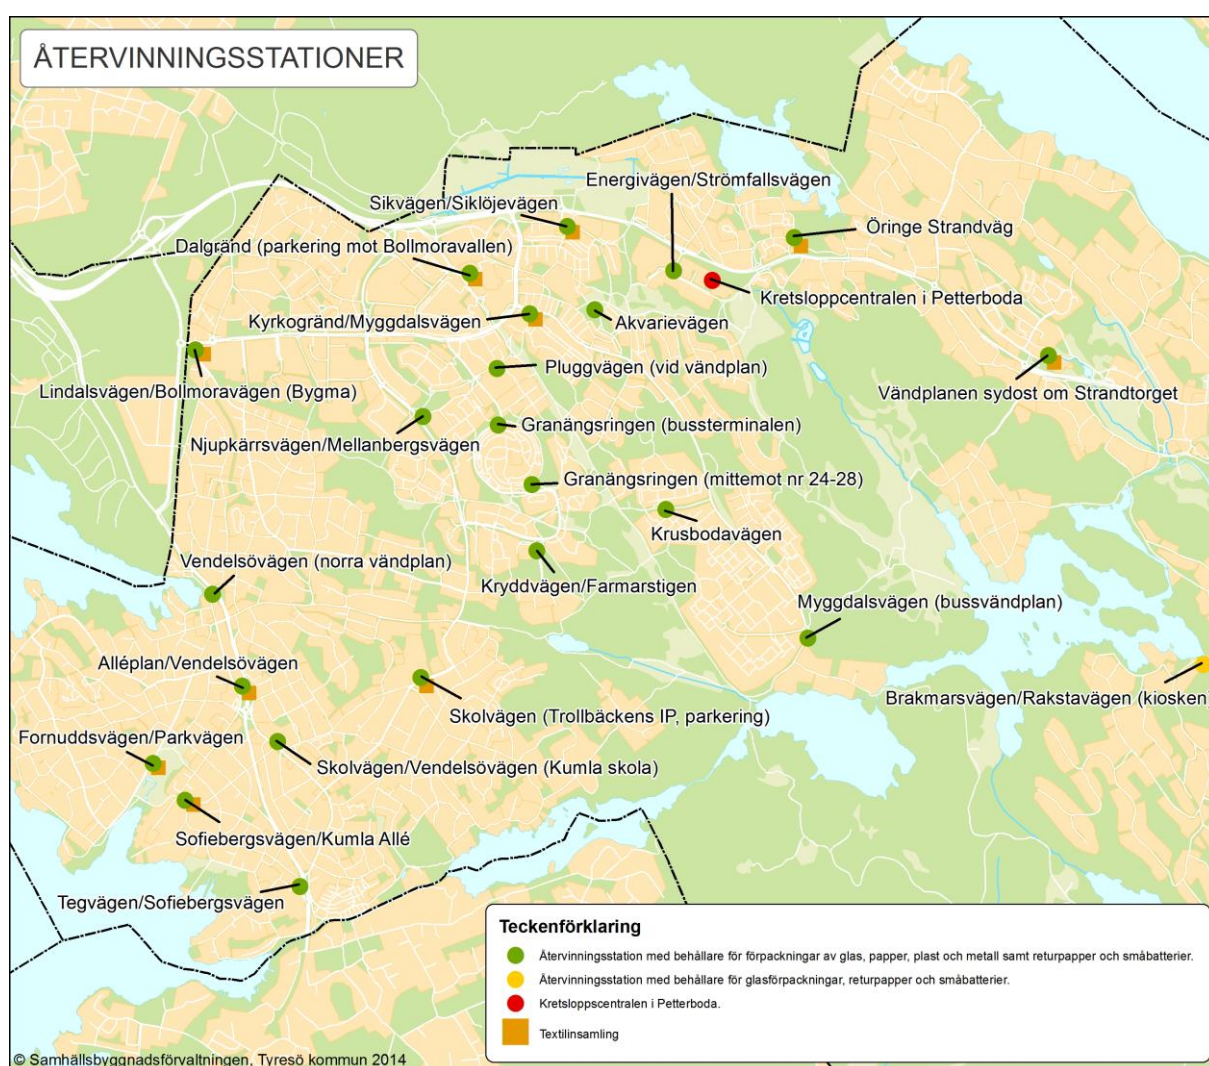 ÅTERVINNINGSSTATIONER
Energivägen/Strömfallsvägen
Sikvägen/Siklöjevägen
Öringe Strandväg
Dalgränd (parkering mot Bollmoravallen)
Kretsloppcentralen i Petterboda
Kyrkogränd/Myggdalsvägen
Akvarievägen
Pluggvägen (vid vändplan)
Lindalsvägen/Bollmoravägen (Bygma)
Vändplanen sydost om Strandtorget
Granängsringen (bussterminalen)
Njupkärrsvägen/Mellanbergsvägen
Granängsringen (mittemot nr 24-28)
Krusbodavägen
Vendelsövägen (norra vändplan)
Kryddvägen/Farmarstigen
Myggdalsvägen (bussvändplan)
Alléplan/Vendelsövägen
Brakmarsvägen/Rakstavägen (kiosken)
Skolvägen (Trollbäckens IP, parkering)
Fornuddsvägen/Parkvägen
Skolvägen/Vendelsövägen (Kumla skola)
Sofiebergsvägen/Kumla Allé
Tegvägen/Sofiebergsvägen
Teckenförklaring
Återvinningsstation med behållare för förpackningar av glas, papper, plast och metall samt returpapper och småbatterier.
Återvinningsstation med behållare för glasförpackningar, returpapper och småbatterier.
Kretsloppscentralen i Petterboda.
Textilinsamling
© Samhällsbyggnadsförvaltningen, Tyresö kommun 2014